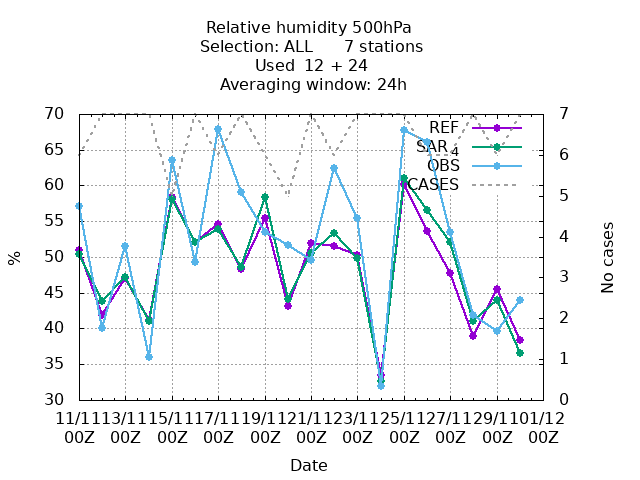 Relative humidity 500hPa
Selection: ALL 7 stations
Used 12 + 24
Averaging window: 24h
70 7
REF
SAR 4
65 6
OBS
60 CASES
5
55
4
50 % No cases
3
45
40 2
35 1
30 0
11/11 13/11 15/11 17/11 19/11 21/11 23/11 25/11 27/11 29/11 01/12
00Z 00Z 00Z 00Z 00Z 00Z 00Z 00Z 00Z 00Z 00Z
Date